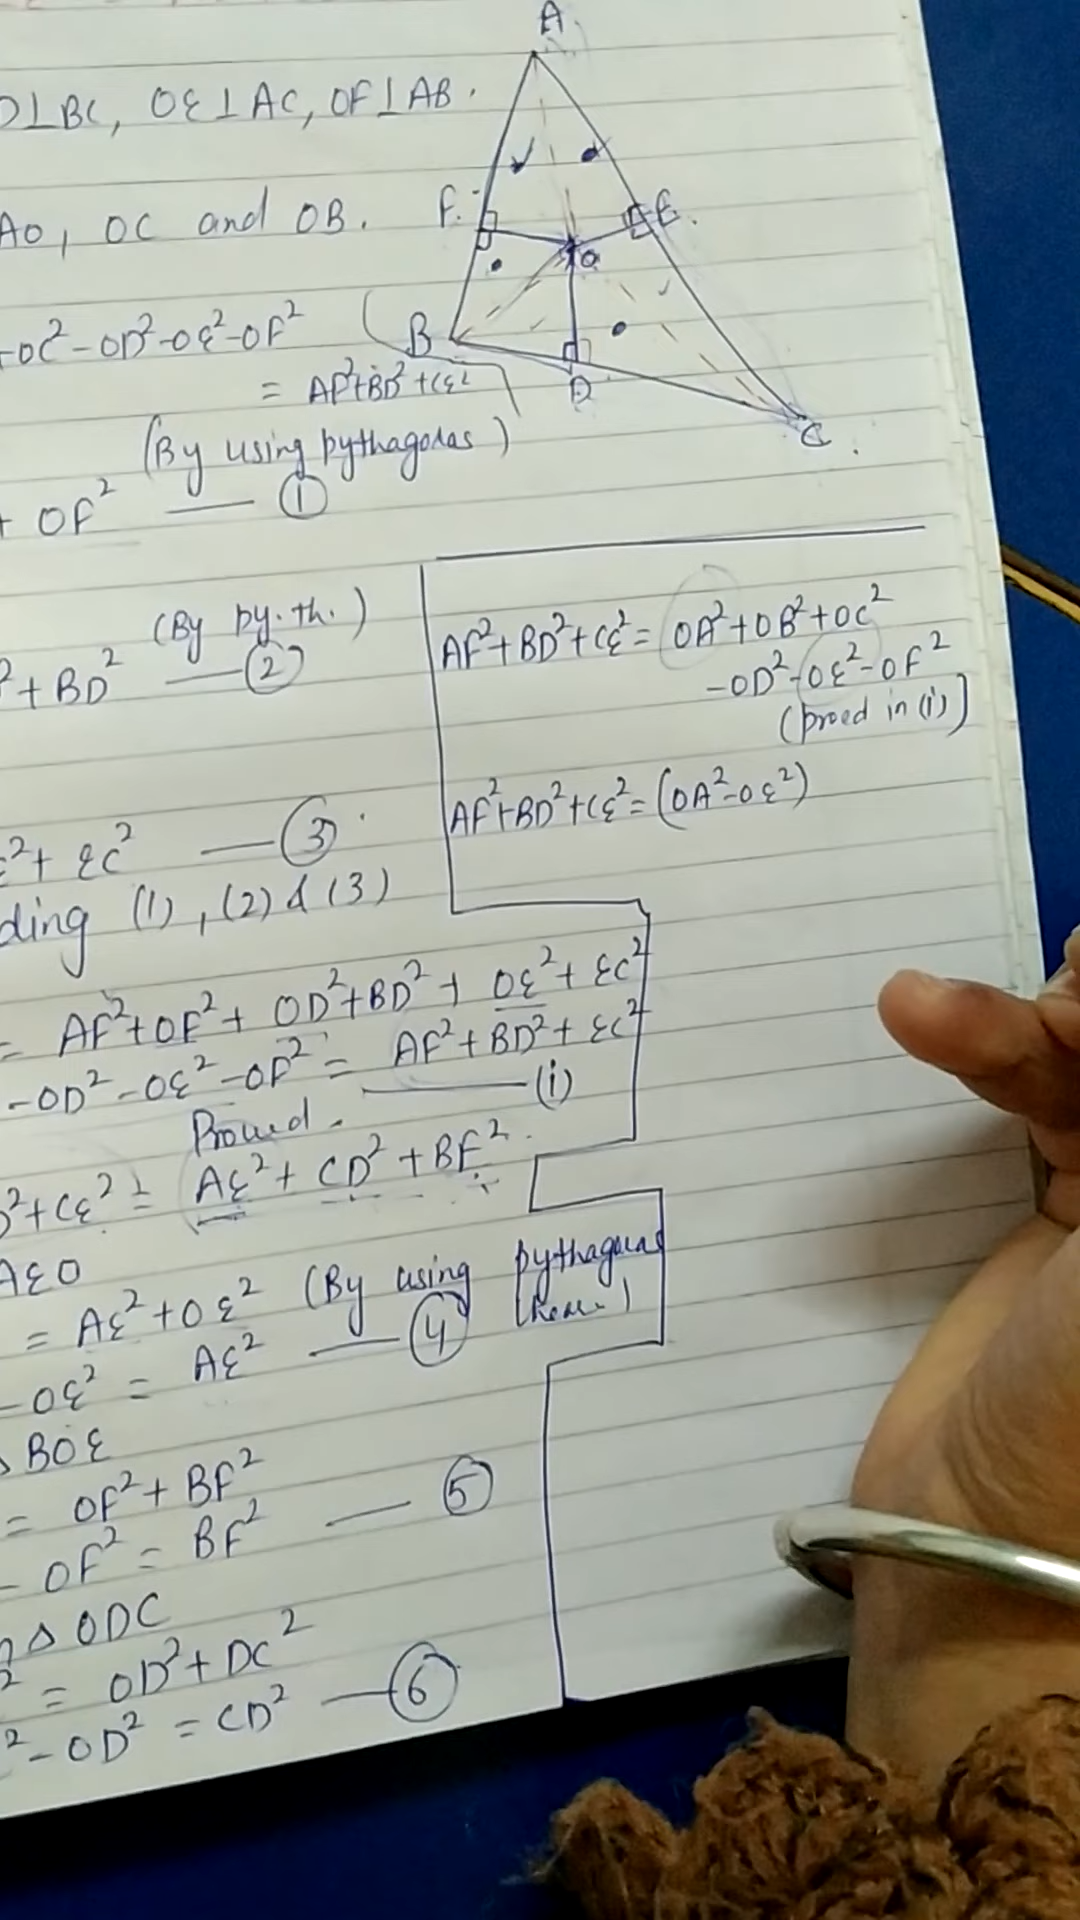 ⊥BC, OE⊥AC, OF⊥AB.
AO, OC and OB.
A
F.
E.
O
B
D
C
+OC²-OD²-OE²-OF²
= AF²+BD²+CE²
(By using pythagoras)
+ OF² — ①
(By py. th.)
²+BD² — ②
E²+ EC² — ③
ding (1), (2) & (3)
= AF²+OF²+ OD²+BD²+ OE²+ EC²
-OD²-OE²-OF² = AF²+BD²+ EC²
— (i)
Proved.
²+CE² = AE²+ CD²+BF².
AEO
= AE²+OE² (By using pythagoras
-OE² = AE² — ④
BOE
= OF²+ BF²
- OF² = BF² — ⑤
△ ODC
² = OD²+DC²
²-OD² = CD² — ⑥
AF²+BD²+CE²= OA²+OB²+OC²
-OD²-OE²-OF²
(proed in (i)]
AF²+BD²+CE²=(OA²-OE²)